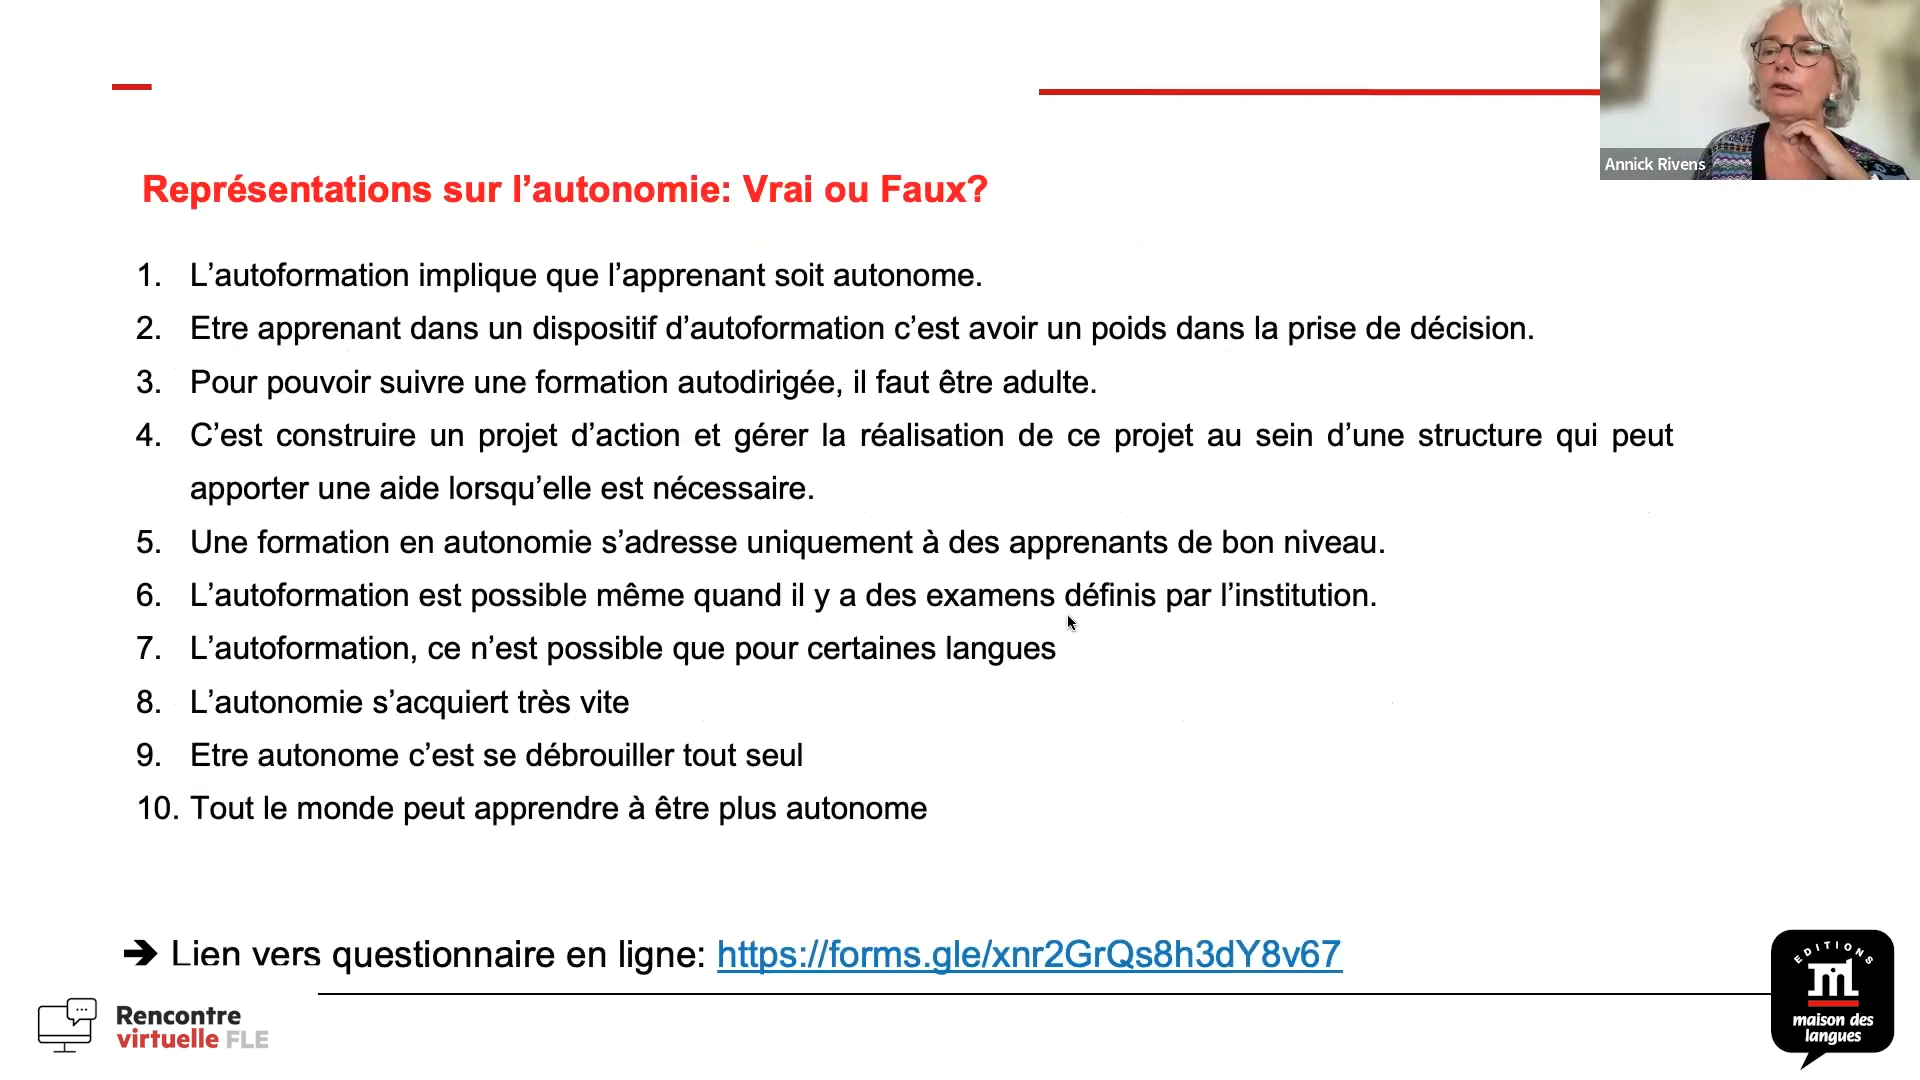 Annick Rivens
Représentations sur l’autonomie: Vrai ou Faux?
1. L’autoformation implique que l’apprenant soit autonome.
2. Etre apprenant dans un dispositif d’autoformation c’est avoir un poids dans la prise de décision.
3. Pour pouvoir suivre une formation autodirigée, il faut être adulte.
4. C’est construire un projet d’action et gérer la réalisation de ce projet au sein d’une structure qui peut
apporter une aide lorsqu’elle est nécessaire.
5. Une formation en autonomie s’adresse uniquement à des apprenants de bon niveau.
6. L’autoformation est possible même quand il y a des examens définis par l’institution.
7. L’autoformation, ce n’est possible que pour certaines langues
8. L’autonomie s’acquiert très vite
9. Etre autonome c’est se débrouiller tout seul
10. Tout le monde peut apprendre à être plus autonome
➔ Lien vers questionnaire en ligne: https://forms.gle/xnr2GrQs8h3dY8v67
Rencontre
virtuelle FLE
EDITIONS
maison des
langues